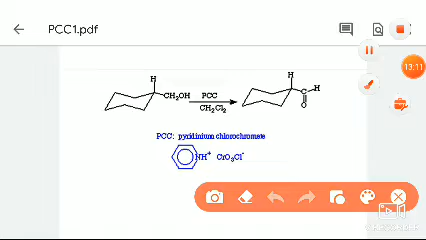 PCC1.pdf
13:11
H
CH2OH
PCC
CH2Cl2
H
C
H
O
PCC: pyridinium chlorochromate
NH+ CrO3Cl-